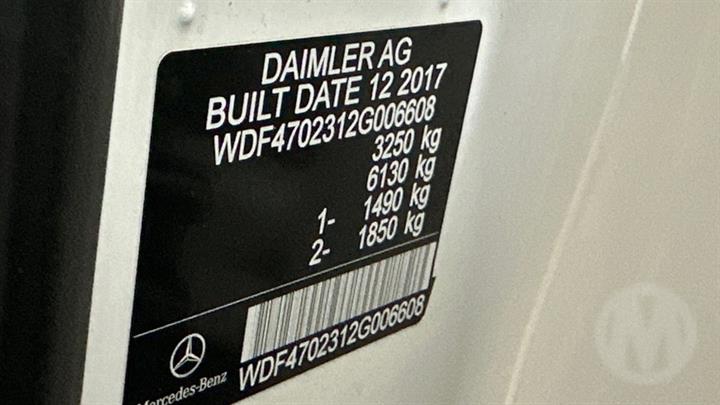 DAIMLER AG
BUILT DATE 12 2017
WDF4702312G006608
3250 kg
6130 kg
1- 1490 kg
2- 1850 kg
WDF4702312G006608
Mercedes-Benz
M